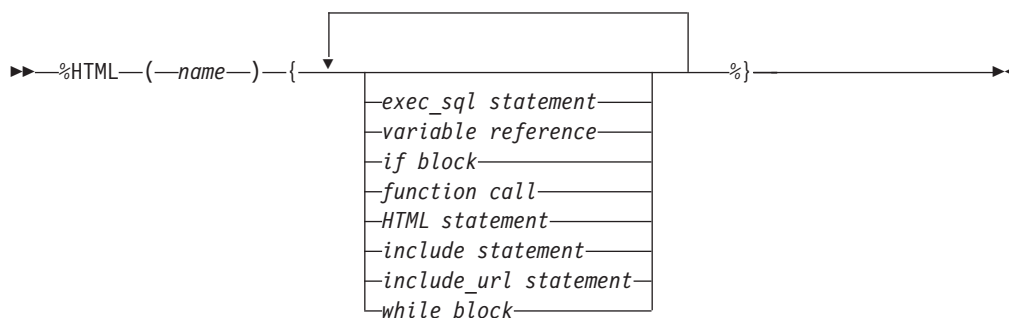 %HTML ( name ) { %}
exec_sql statement
variable reference
if block
function call
HTML statement
include statement
include_url statement
while block